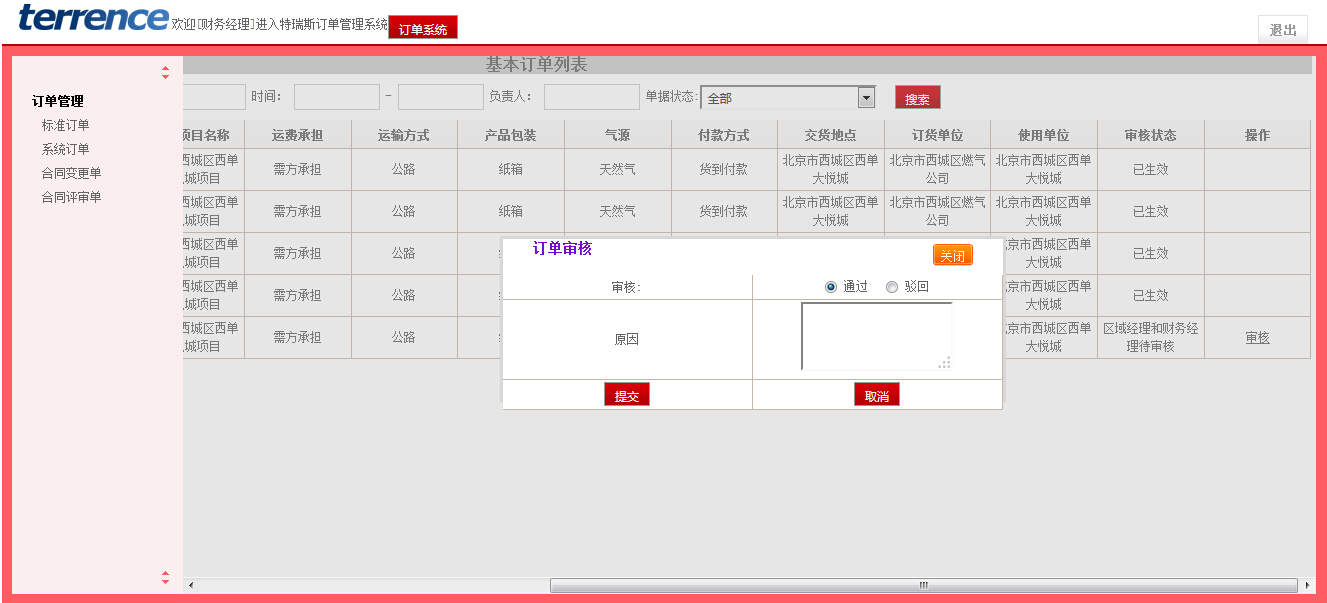 terrence 欢迎[财务经理]进入特瑞斯订单管理系统 订单系统 退出
基本订单列表
订单管理
标准订单
系统订单
合同变更单
合同评审单
时间： - 负责人： 单据状态: 全部 搜索
项目名称 运费承担 运输方式 产品包装 气源 付款方式 交货地点 订货单位 使用单位 审核状态 操作
西城区西单 需方承担 公路 纸箱 天然气 货到付款 北京市西城区西单 北京市西城区燃气 北京市西城区西单 已生效
城项目 大悦城 公司 大悦城
西城区西单 需方承担 公路 纸箱 天然气 货到付款 北京市西城区西单 北京市西城区燃气 北京市西城区西单 已生效
城项目 大悦城 公司 大悦城
西城区西单 需方承担 公路 京市西城区西单 已生效
城项目 大悦城
西城区西单 需方承担 公路 京市西城区西单 已生效
城项目 大悦城
西城区西单 需方承担 公路 京市西城区西单 区域经理和财务经 审核
城项目 大悦城 理待审核
订单审核 关闭
审核: 通过 驳回
原因
提交 取消